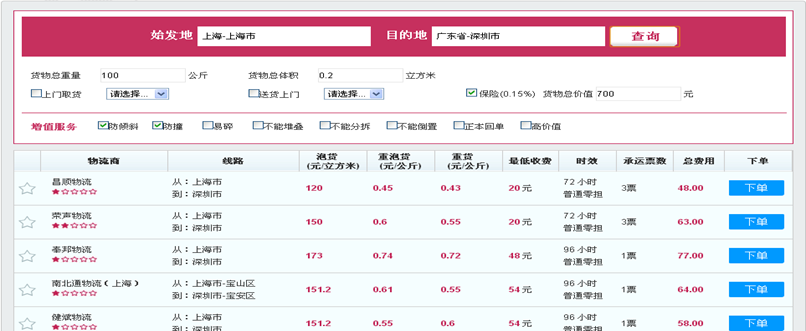 始发地 上海-上海市 目的地 广东省-深圳市 查询
货物总重量 100 公斤 货物总体积 0.2 立方米
上门取货 请选择... 送货上门 请选择... 保险(0.15%) 货物总价值 700 元
增值服务 防倾斜 防撞 易碎 不能堆叠 不能分拆 不能倒置 正本回单 高价值
物流商 线路 泡货(元/立方米) 重泡货(元/公斤) 重货(元/公斤) 最低收费 时效 承运票数 总费用 下单
昌顺物流 从：上海市 120 0.45 0.43 20 元 72 小时 3票 48.00 下单
到：深圳市 普通零担
荣声物流 从：上海市 150 0.6 0.55 20 元 72 小时 3票 63.00 下单
到：深圳市 普通零担
泰邦物流 从：上海市 173 0.74 0.72 48 元 96 小时 1票 77.00 下单
到：深圳市 普通零担
南北通物流（上海） 从：上海市-宝山区 151.2 0.61 0.55 54 元 96 小时 1票 64.00 下单
到：深圳市-宝安区 普通零担
健斌物流 从：上海市 151.2 0.55 0.6 54 元 96 小时 1票 58.00 下单
到：深圳市 普通零担